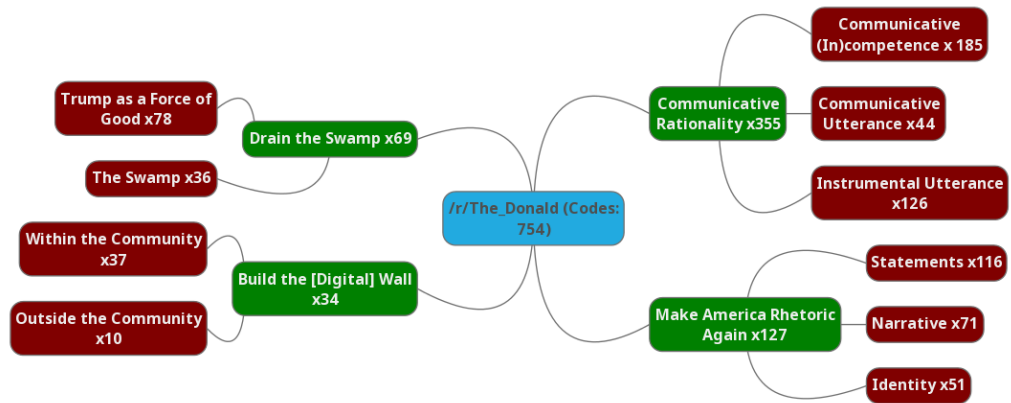 /r/The_Donald (Codes:
754)
Drain the Swamp x69
Trump as a Force of
Good x78
The Swamp x36
Build the [Digital] Wall
x34
Within the Community
x37
Outside the Community
x10
Communicative
Rationality x355
Communicative
(In)competence x 185
Communicative
Utterance x44
Instrumental Utterance
x126
Make America Rhetoric
Again x127
Statements x116
Narrative x71
Identity x51